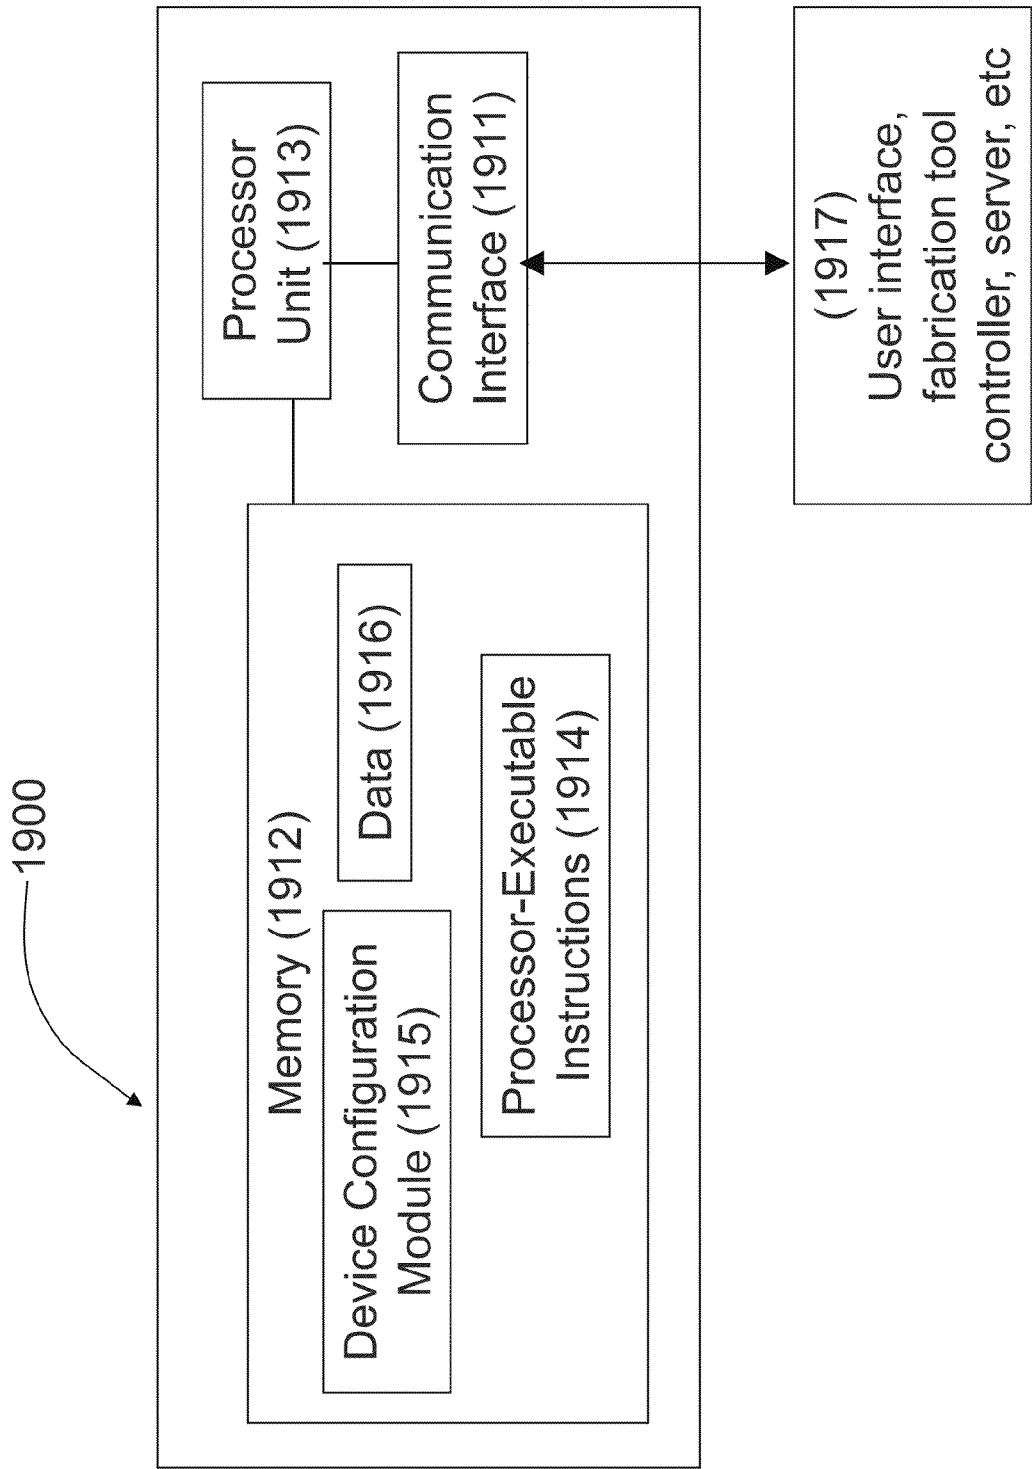 1900
Memory (1912)
Device Configuration
Module (1915)
Data (1916)
Processor-Executable
Instructions (1914)
Processor
Unit (1913)
Communication
Interface (1911)
(1917)
User interface,
fabrication tool
controller, server, etc